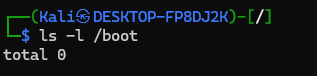 ┌──(Kali㉿DESKTOP-FP8DJ2K)-[/]
└─$ ls -l /boot
total 0